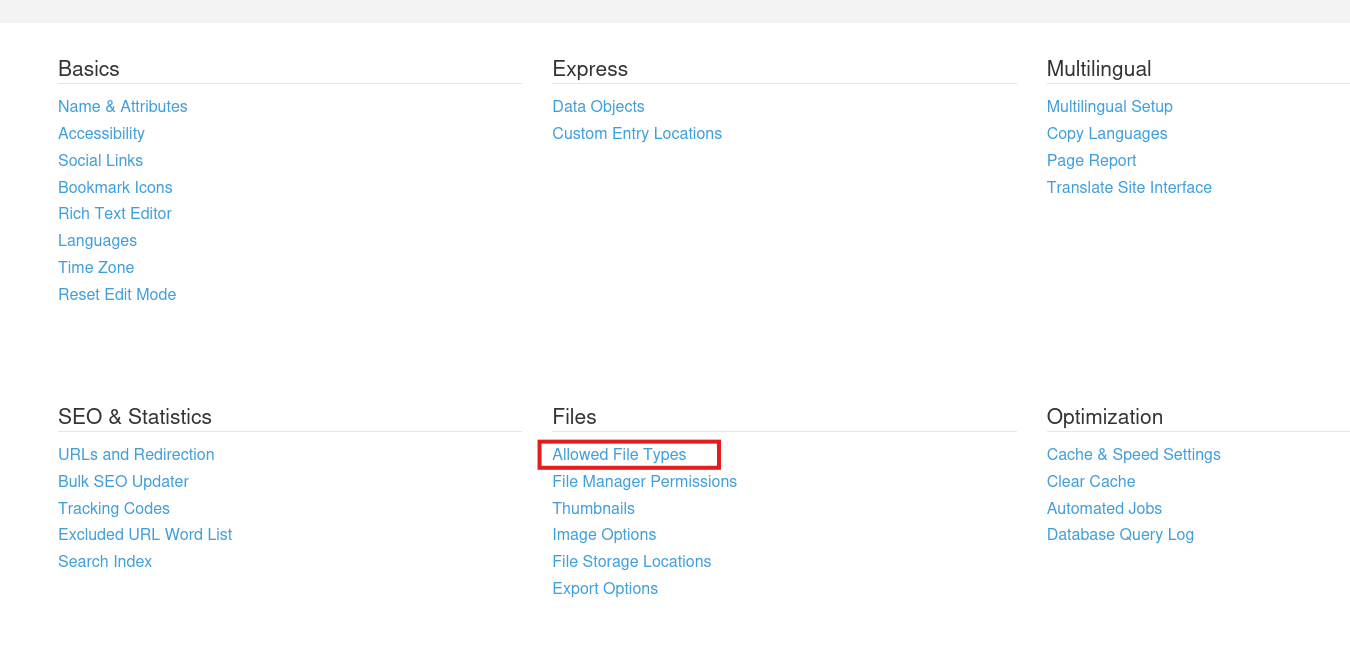 Basics
Name & Attributes
Accessibility
Social Links
Bookmark Icons
Rich Text Editor
Languages
Time Zone
Reset Edit Mode
Express
Data Objects
Custom Entry Locations
Multilingual
Multilingual Setup
Copy Languages
Page Report
Translate Site Interface
SEO & Statistics
URLs and Redirection
Bulk SEO Updater
Tracking Codes
Excluded URL Word List
Search Index
Files
Allowed File Types
File Manager Permissions
Thumbnails
Image Options
File Storage Locations
Export Options
Optimization
Cache & Speed Settings
Clear Cache
Automated Jobs
Database Query Log